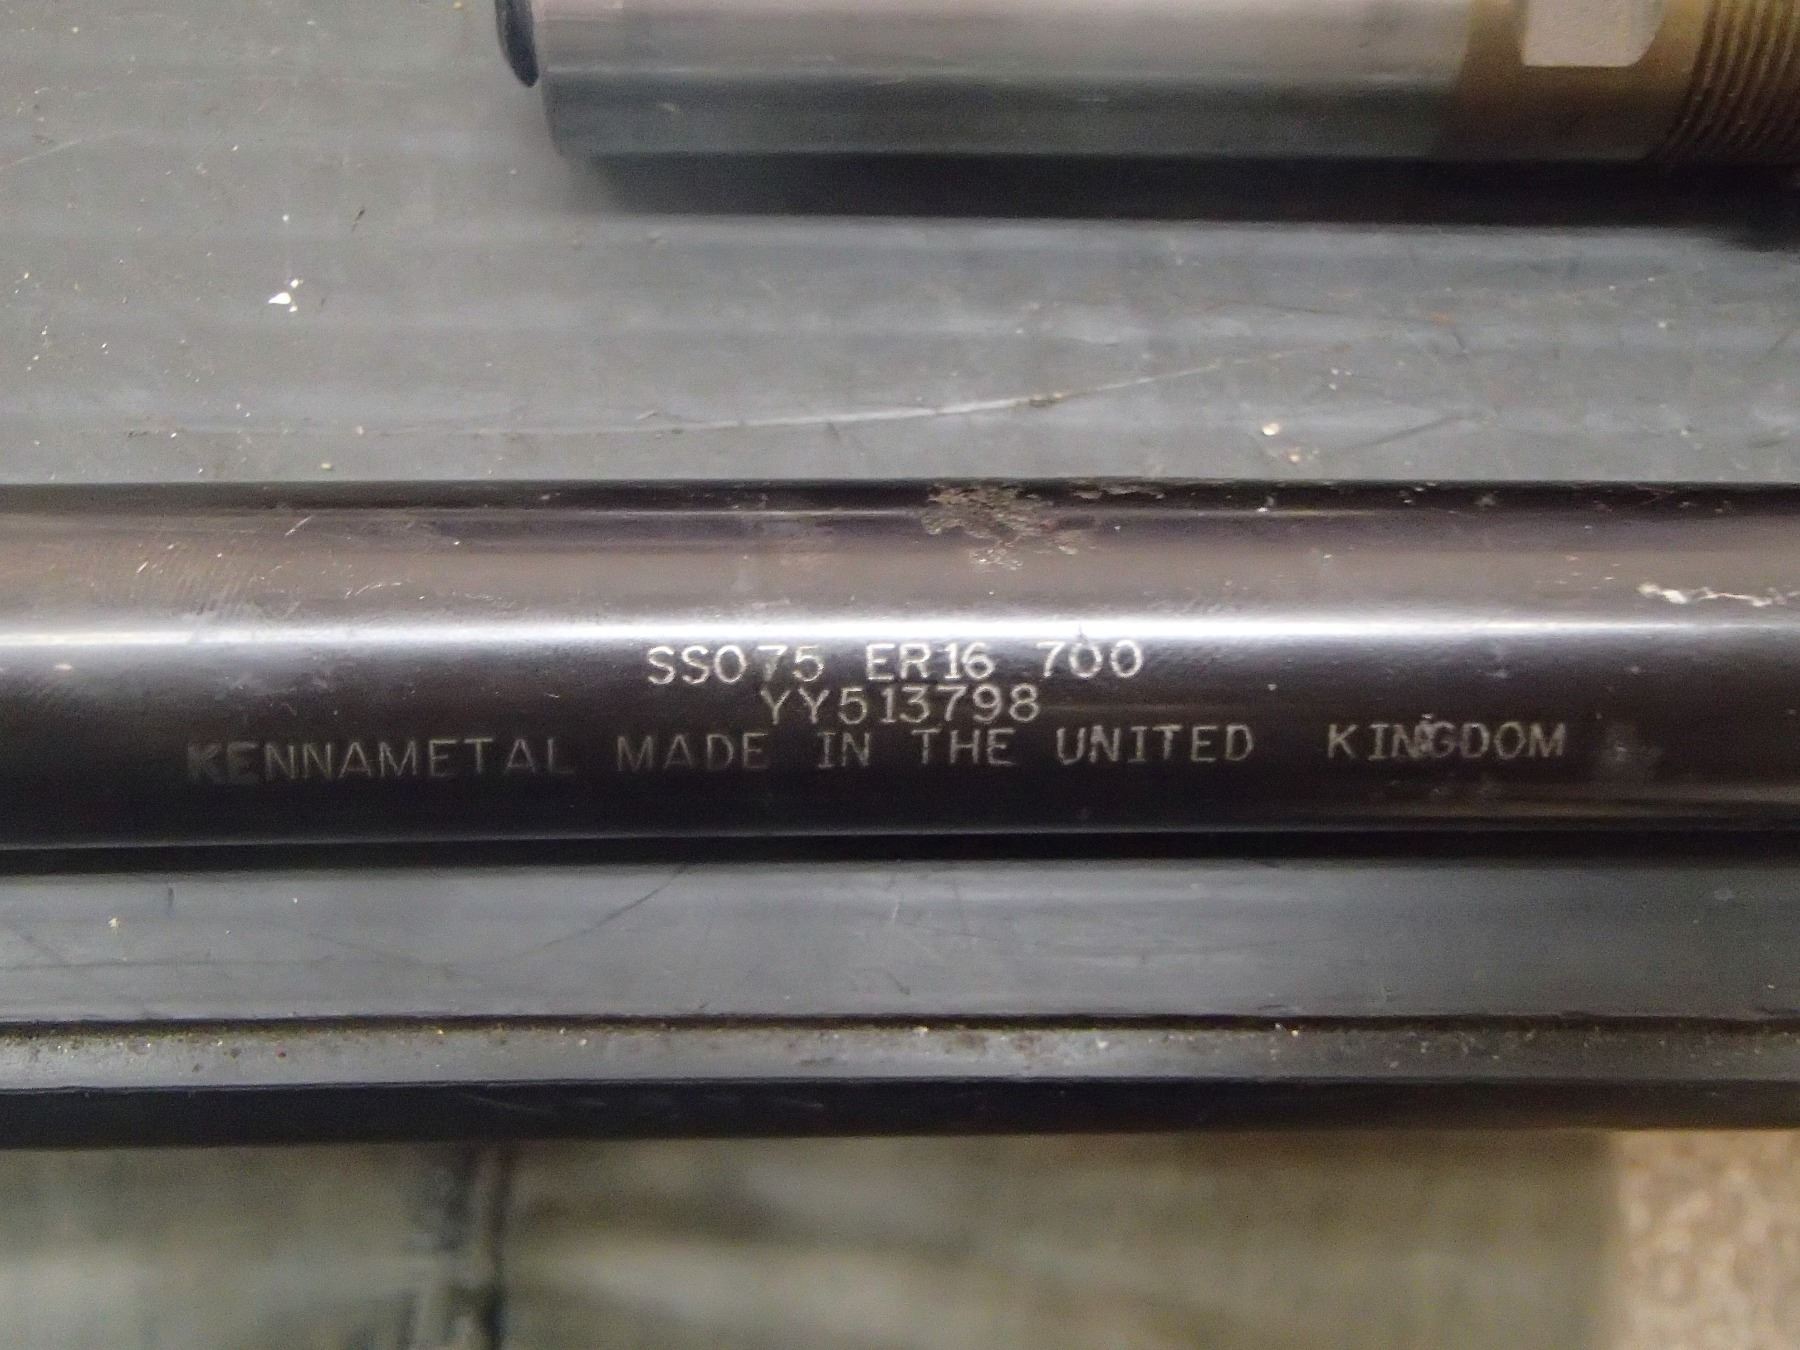 SS075 ER16 700
YY513798
KENNAMETAL MADE IN THE UNITED KINGDOM